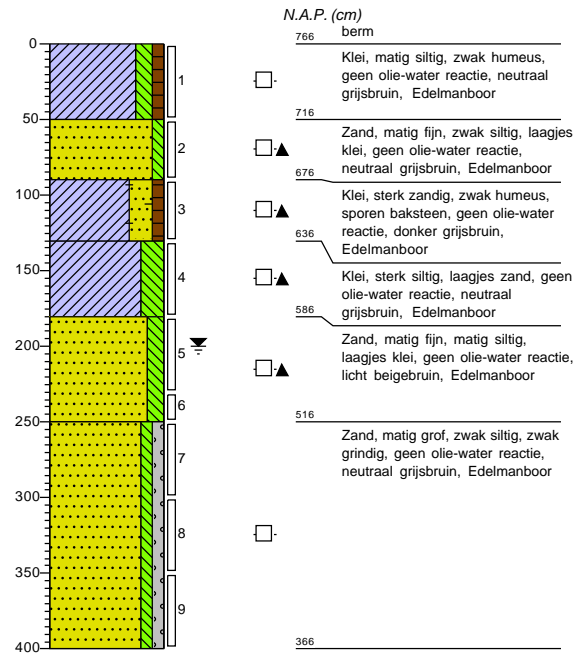 N.A.P. (cm)
0
766
berm
Klei, matig siltig, zwak humeus,
geen olie-water reactie, neutraal
grijsbruin, Edelmanboor
1
50
716
Zand, matig fijn, zwak siltig, laagjes
klei, geen olie-water reactie,
neutraal grijsbruin, Edelmanboor
2
676
100
Klei, sterk zandig, zwak humeus,
sporen baksteen, geen olie-water
reactie, donker grijsbruin,
Edelmanboor
3
636
150
Klei, sterk siltig, laagjes zand, geen
olie-water reactie, neutraal
grijsbruin, Edelmanboor
4
586
200
Zand, matig fijn, matig siltig,
laagjes klei, geen olie-water reactie,
licht beigebruin, Edelmanboor
5
6
250
516
Zand, matig grof, zwak siltig, zwak
grindig, geen olie-water reactie,
neutraal grijsbruin, Edelmanboor
7
300
8
350
9
400
366